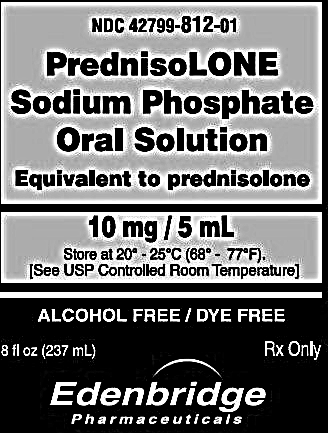 NDC 42799-812-01
PrednisoLONE
Sodium Phosphate
Oral Solution
Equivalent to prednisolone
10 mg / 5 mL
Store at 20° - 25°C (68° - 77°F).
[See USP Controlled Room Temperature]
ALCOHOL FREE / DYE FREE
8 fl oz (237 mL)
Rx Only
Edenbridge
Pharmaceuticals